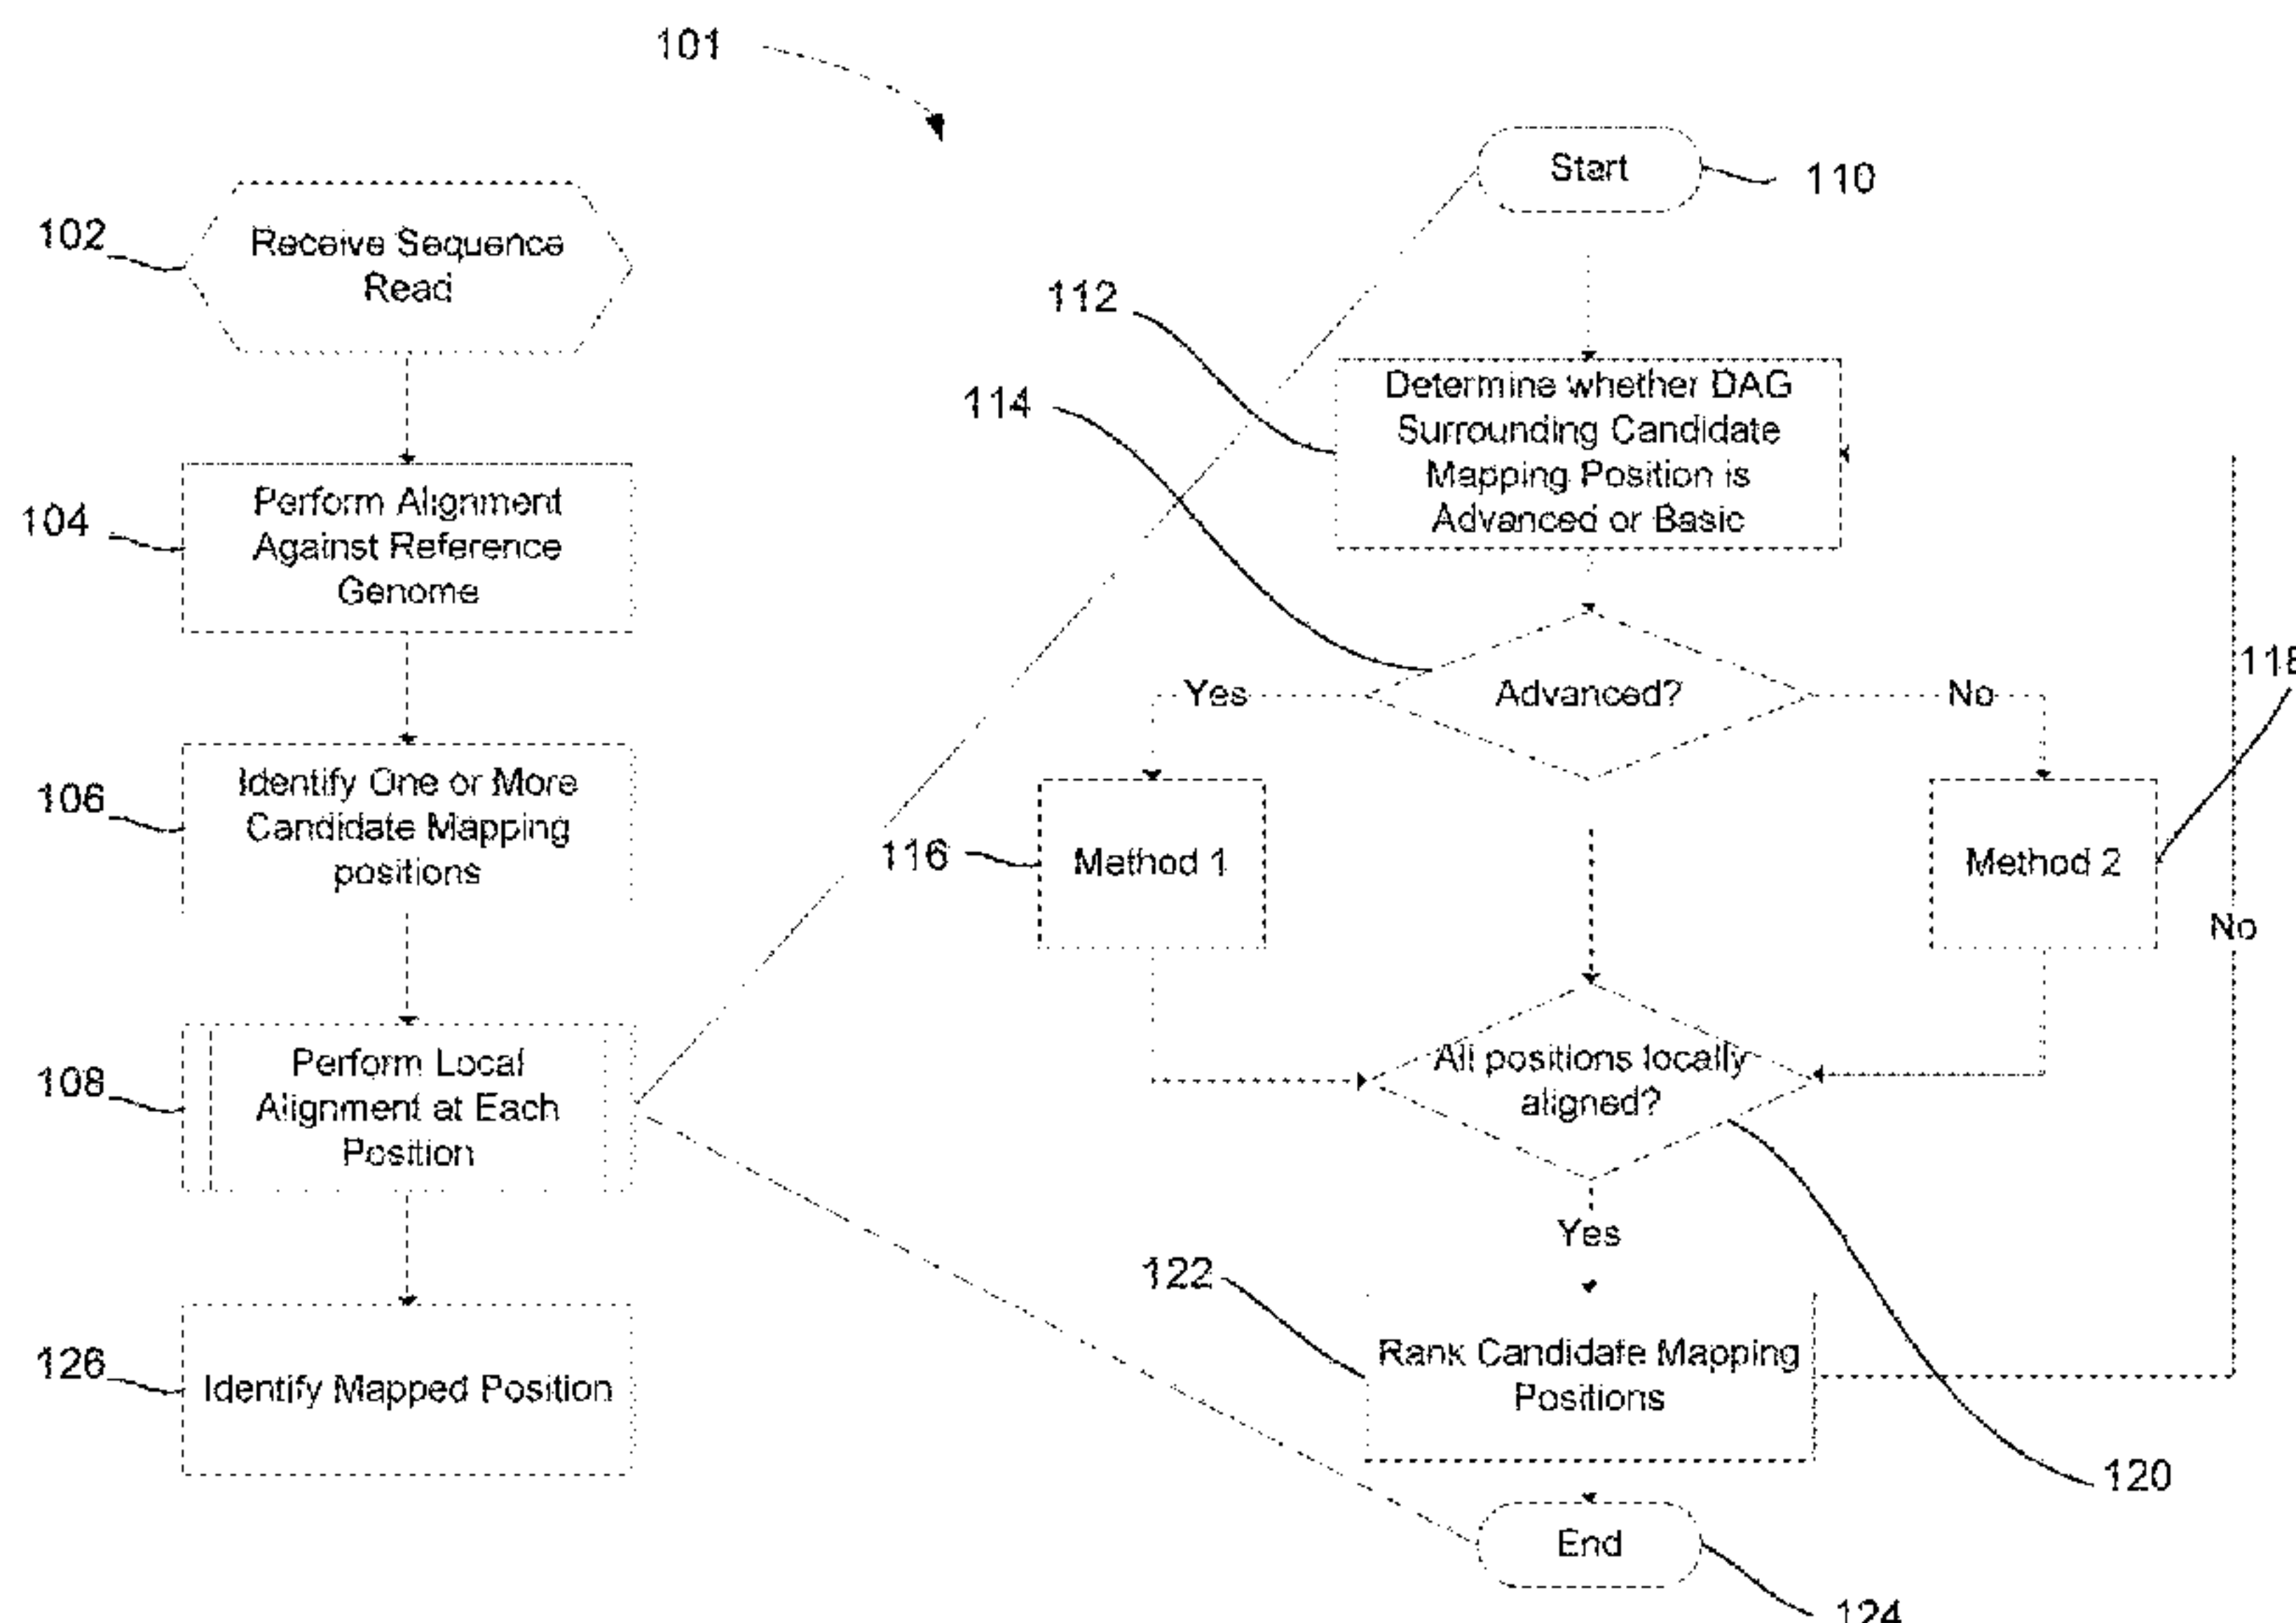 101
102
Receive Sequence
Read
104
Perform Alignment
Against Reference
Genome
106
Identify One or More
Candidate Mapping
positions
108
Perform Local
Alignment at Each
Position
126
Identify Mapped Position
Start
110
112
Determine whether DAG
Surrounding Candidate
Mapping Position is
Advanced or Basic
114
Advanced?
Yes
No
116
Method 1
118
Method 2
No
All positions locally
aligned?
120
Yes
122
Rank Candidate Mapping
Positions
End
124